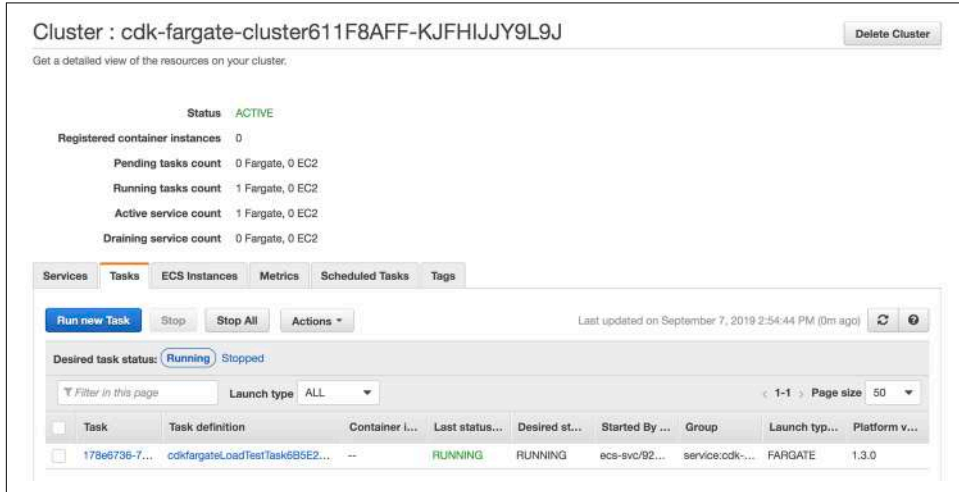 Cluster : cdk-fargate-cluster611F8AFF-KJFHIJJY9L9J
Delete Cluster
Get a detailed view of the resources on your cluster.
Status ACTIVE
Registered container instances 0
Pending tasks count 0 Fargate, 0 EC2
Running tasks count 1 Fargate, 0 EC2
Active service count 1 Fargate, 0 EC2
Draining service count 0 Fargate, 0 EC2
Services Tasks ECS Instances Metrics Scheduled Tasks Tags
Run new Task Stop Stop All Actions Last updated on September 7, 2019 2:54:44 PM (0m ago)
Desired task status: Running Stopped
Filter in this page Launch type ALL < 1-1 > Page size 50
Task Task definition Container i... Last status... Desired st... Started By ... Group Launch typ... Platform v...
178e6736-7... cdkfargateLoadTestTask6B5E2... -- RUNNING RUNNING ecs-svc/92... service:cdk-... FARGATE 1.3.0